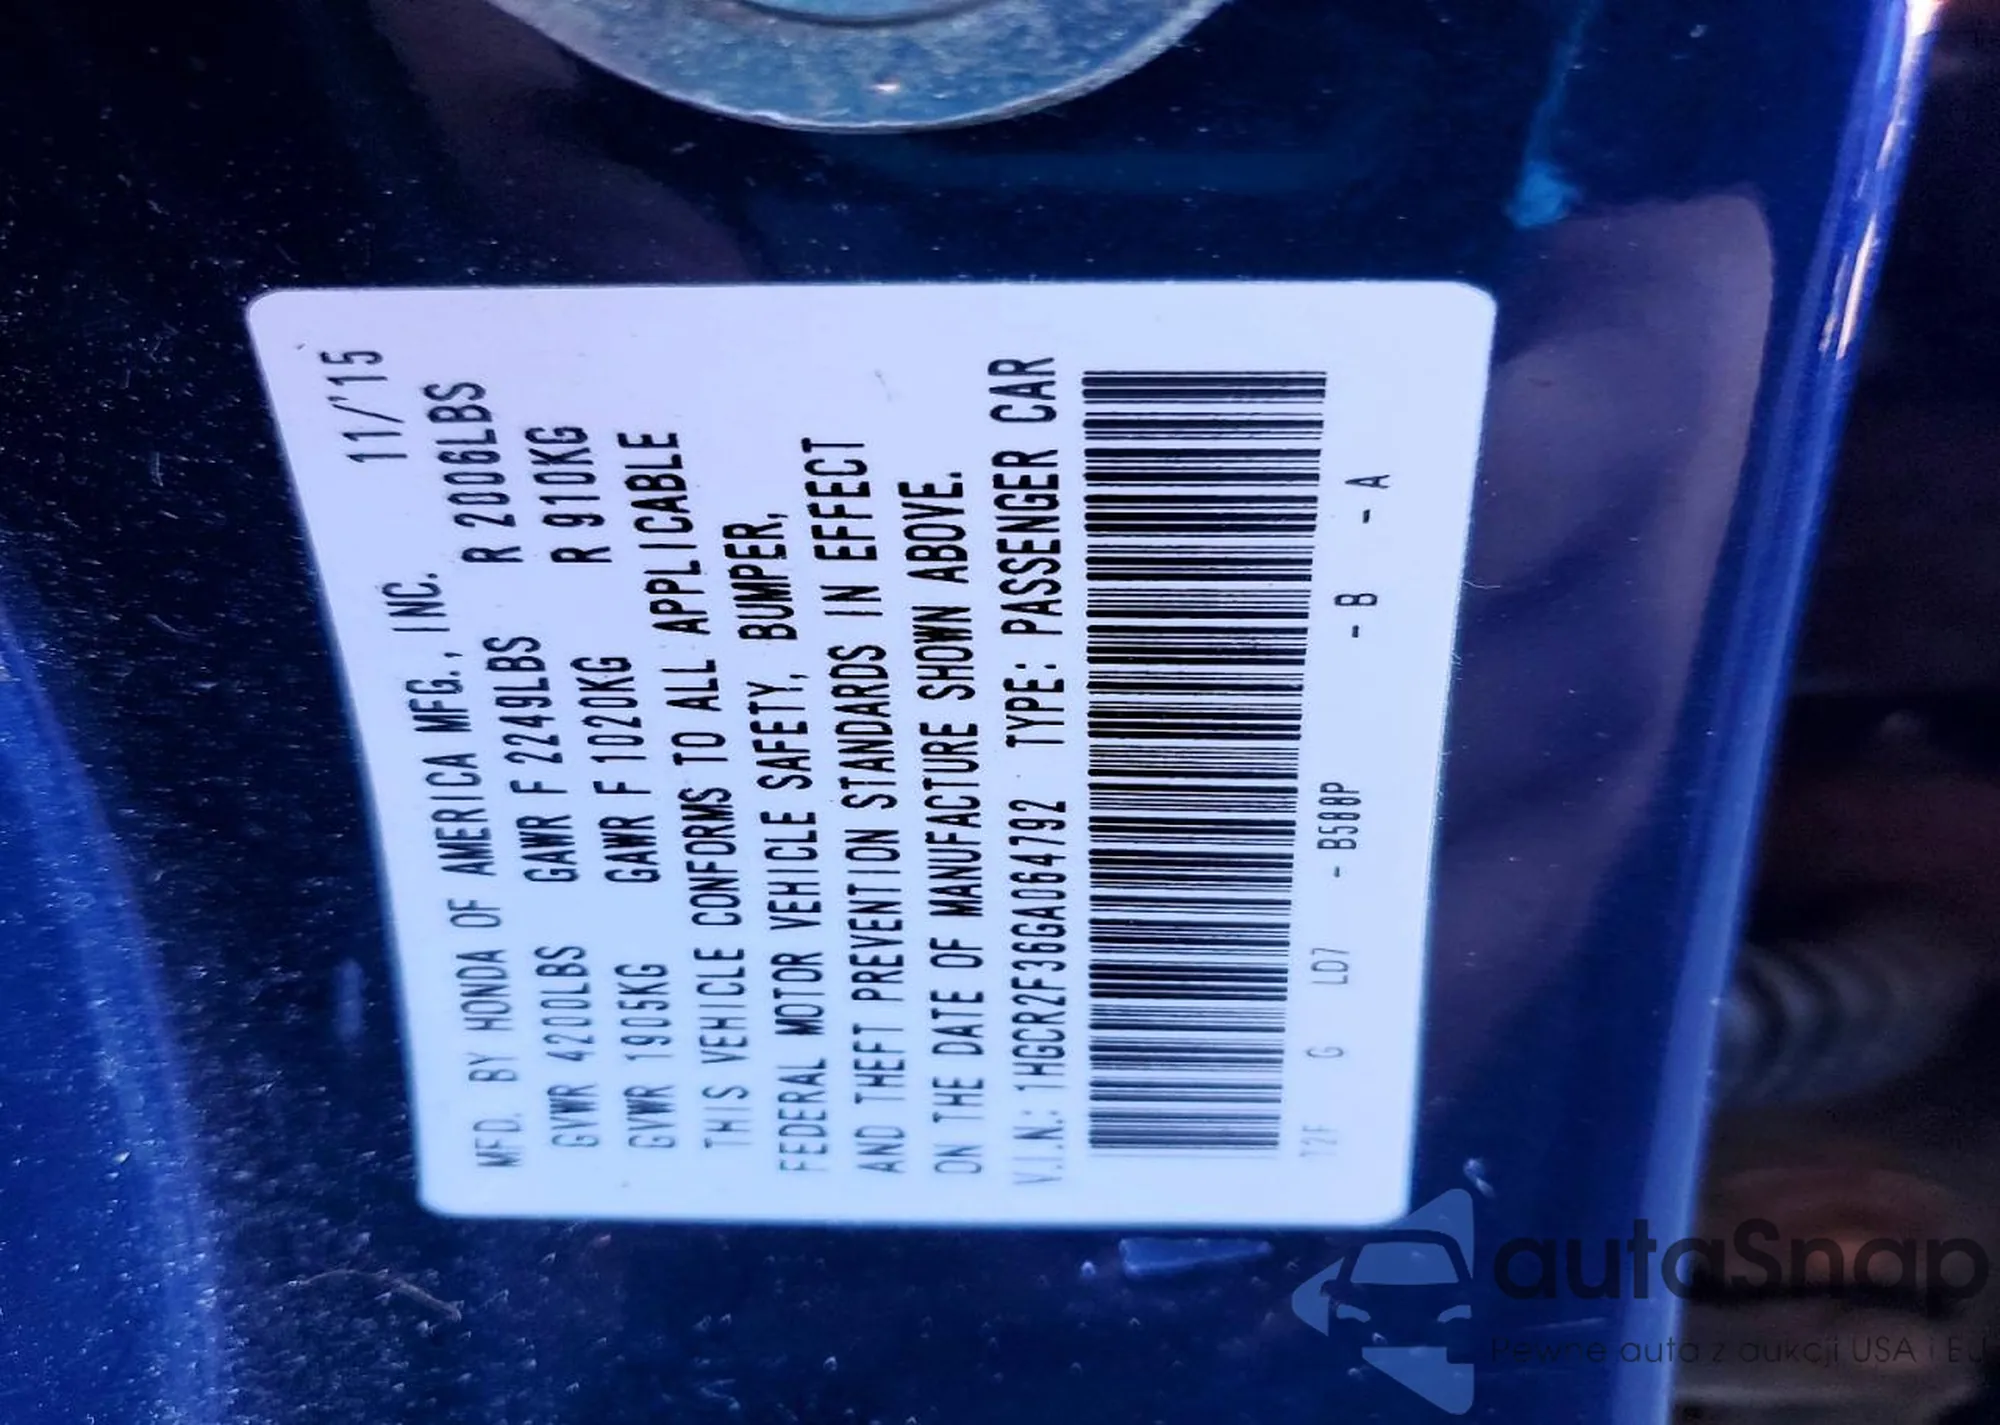 11/'15
MFD. BY HONDA OF AMERICA MFG., INC.
GVWR 4200LBS GAWR F 2249LBS R 2006LBS
GVWR 1905KG GAWR F 1020KG R 910KG
THIS VEHICLE CONFORMS TO ALL APPLICABLE
FEDERAL MOTOR VEHICLE SAFETY, BUMPER,
AND THEFT PREVENTION STANDARDS IN EFFECT
ON THE DATE OF MANUFACTURE SHOWN ABOVE.
V.I.N.: 1HGCR2F36GA064792 TYPE: PASSENGER CAR
T2F G LD7 - B588P - B - A
autaSnap
Pewne auta z aukcji USA i EU